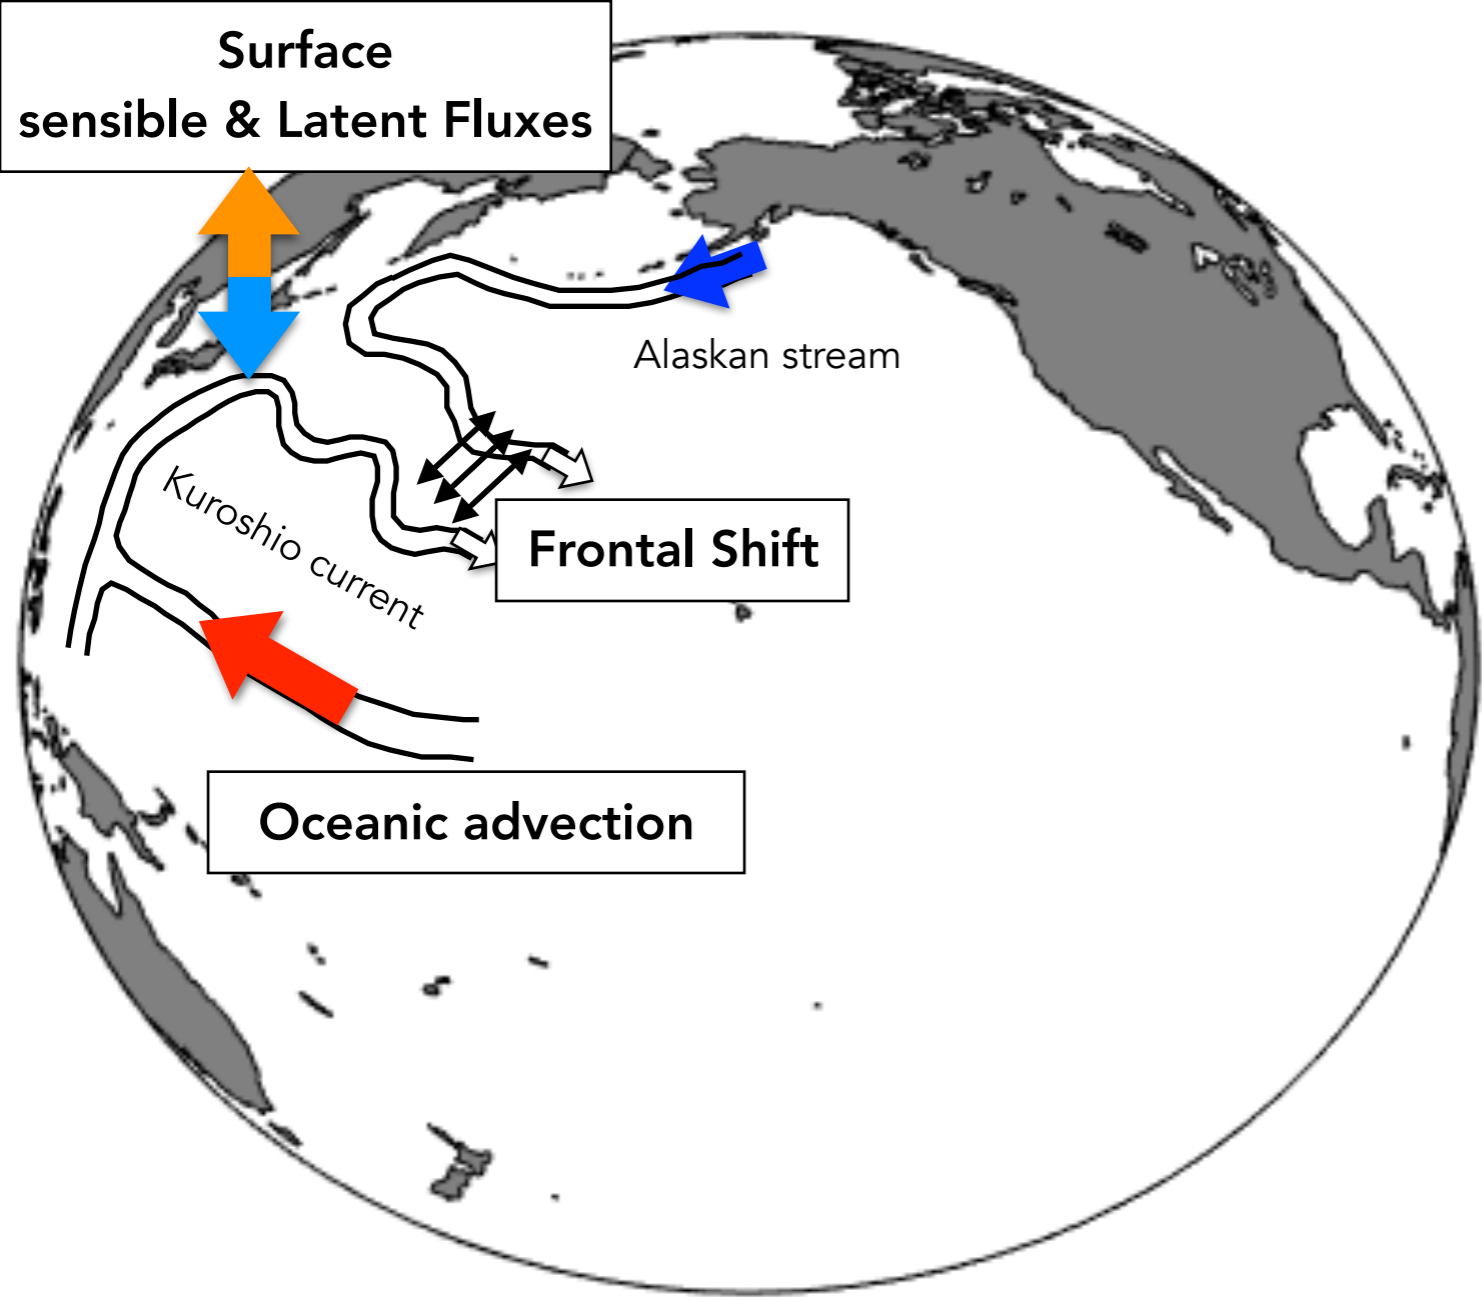 Surface
sensible & Latent Fluxes
Alaskan stream
Kuroshio current
Frontal Shift
Oceanic advection